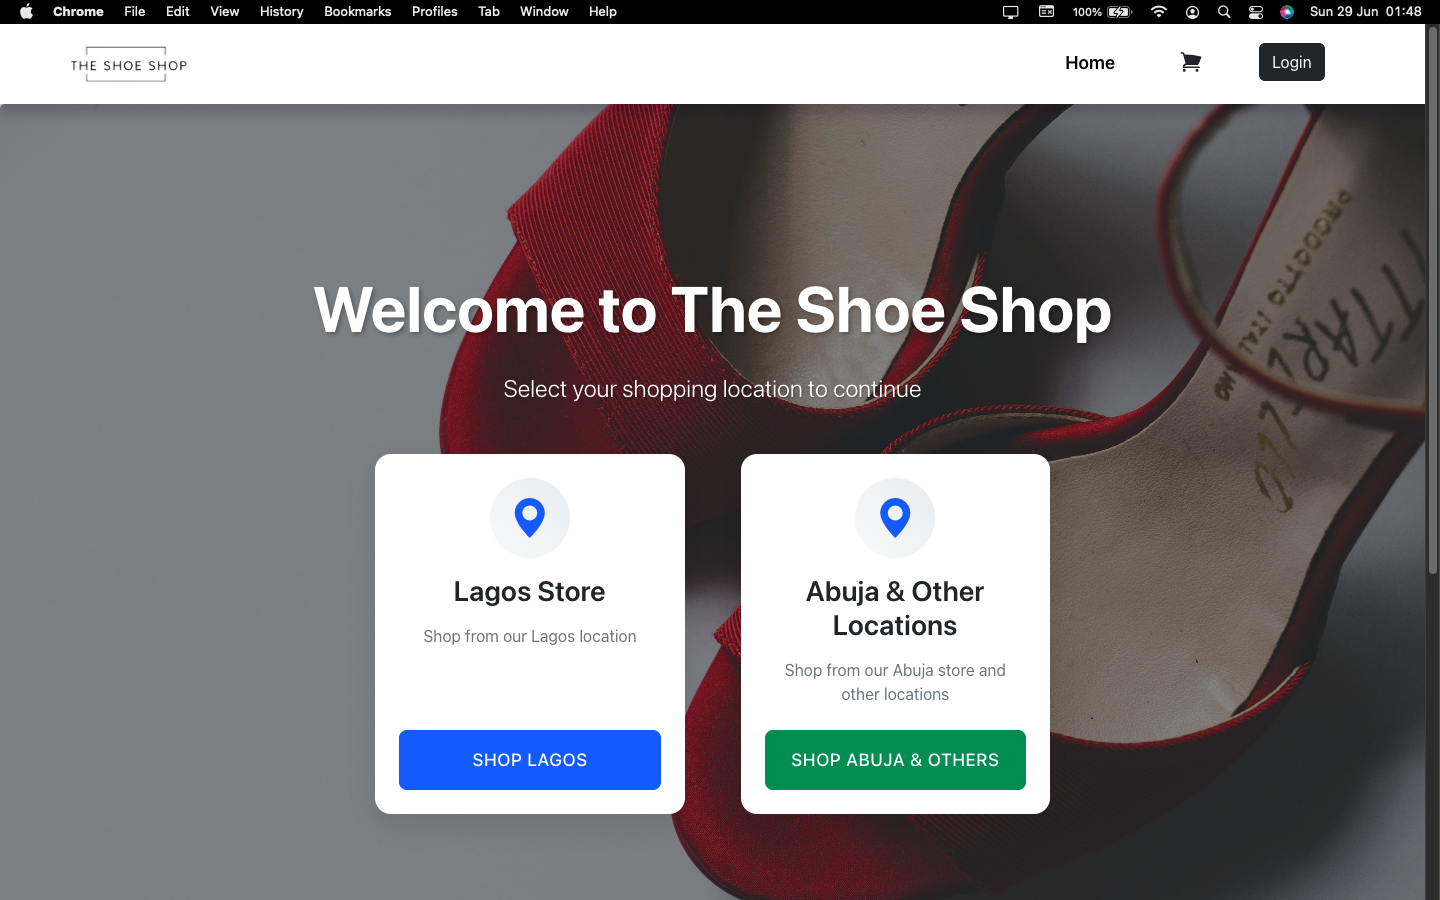 Chrome File Edit View History Bookmarks Profiles Tab Window Help 100% Sun 29 Jun 01:48
THE SHOE SHOP Home Login
Welcome to The Shoe Shop
Select your shopping location to continue
Lagos Store
Shop from our Lagos location
SHOP LAGOS
Abuja & Other
Locations
Shop from our Abuja store and
other locations
SHOP ABUJA & OTHERS
PRODOTTO ITAL